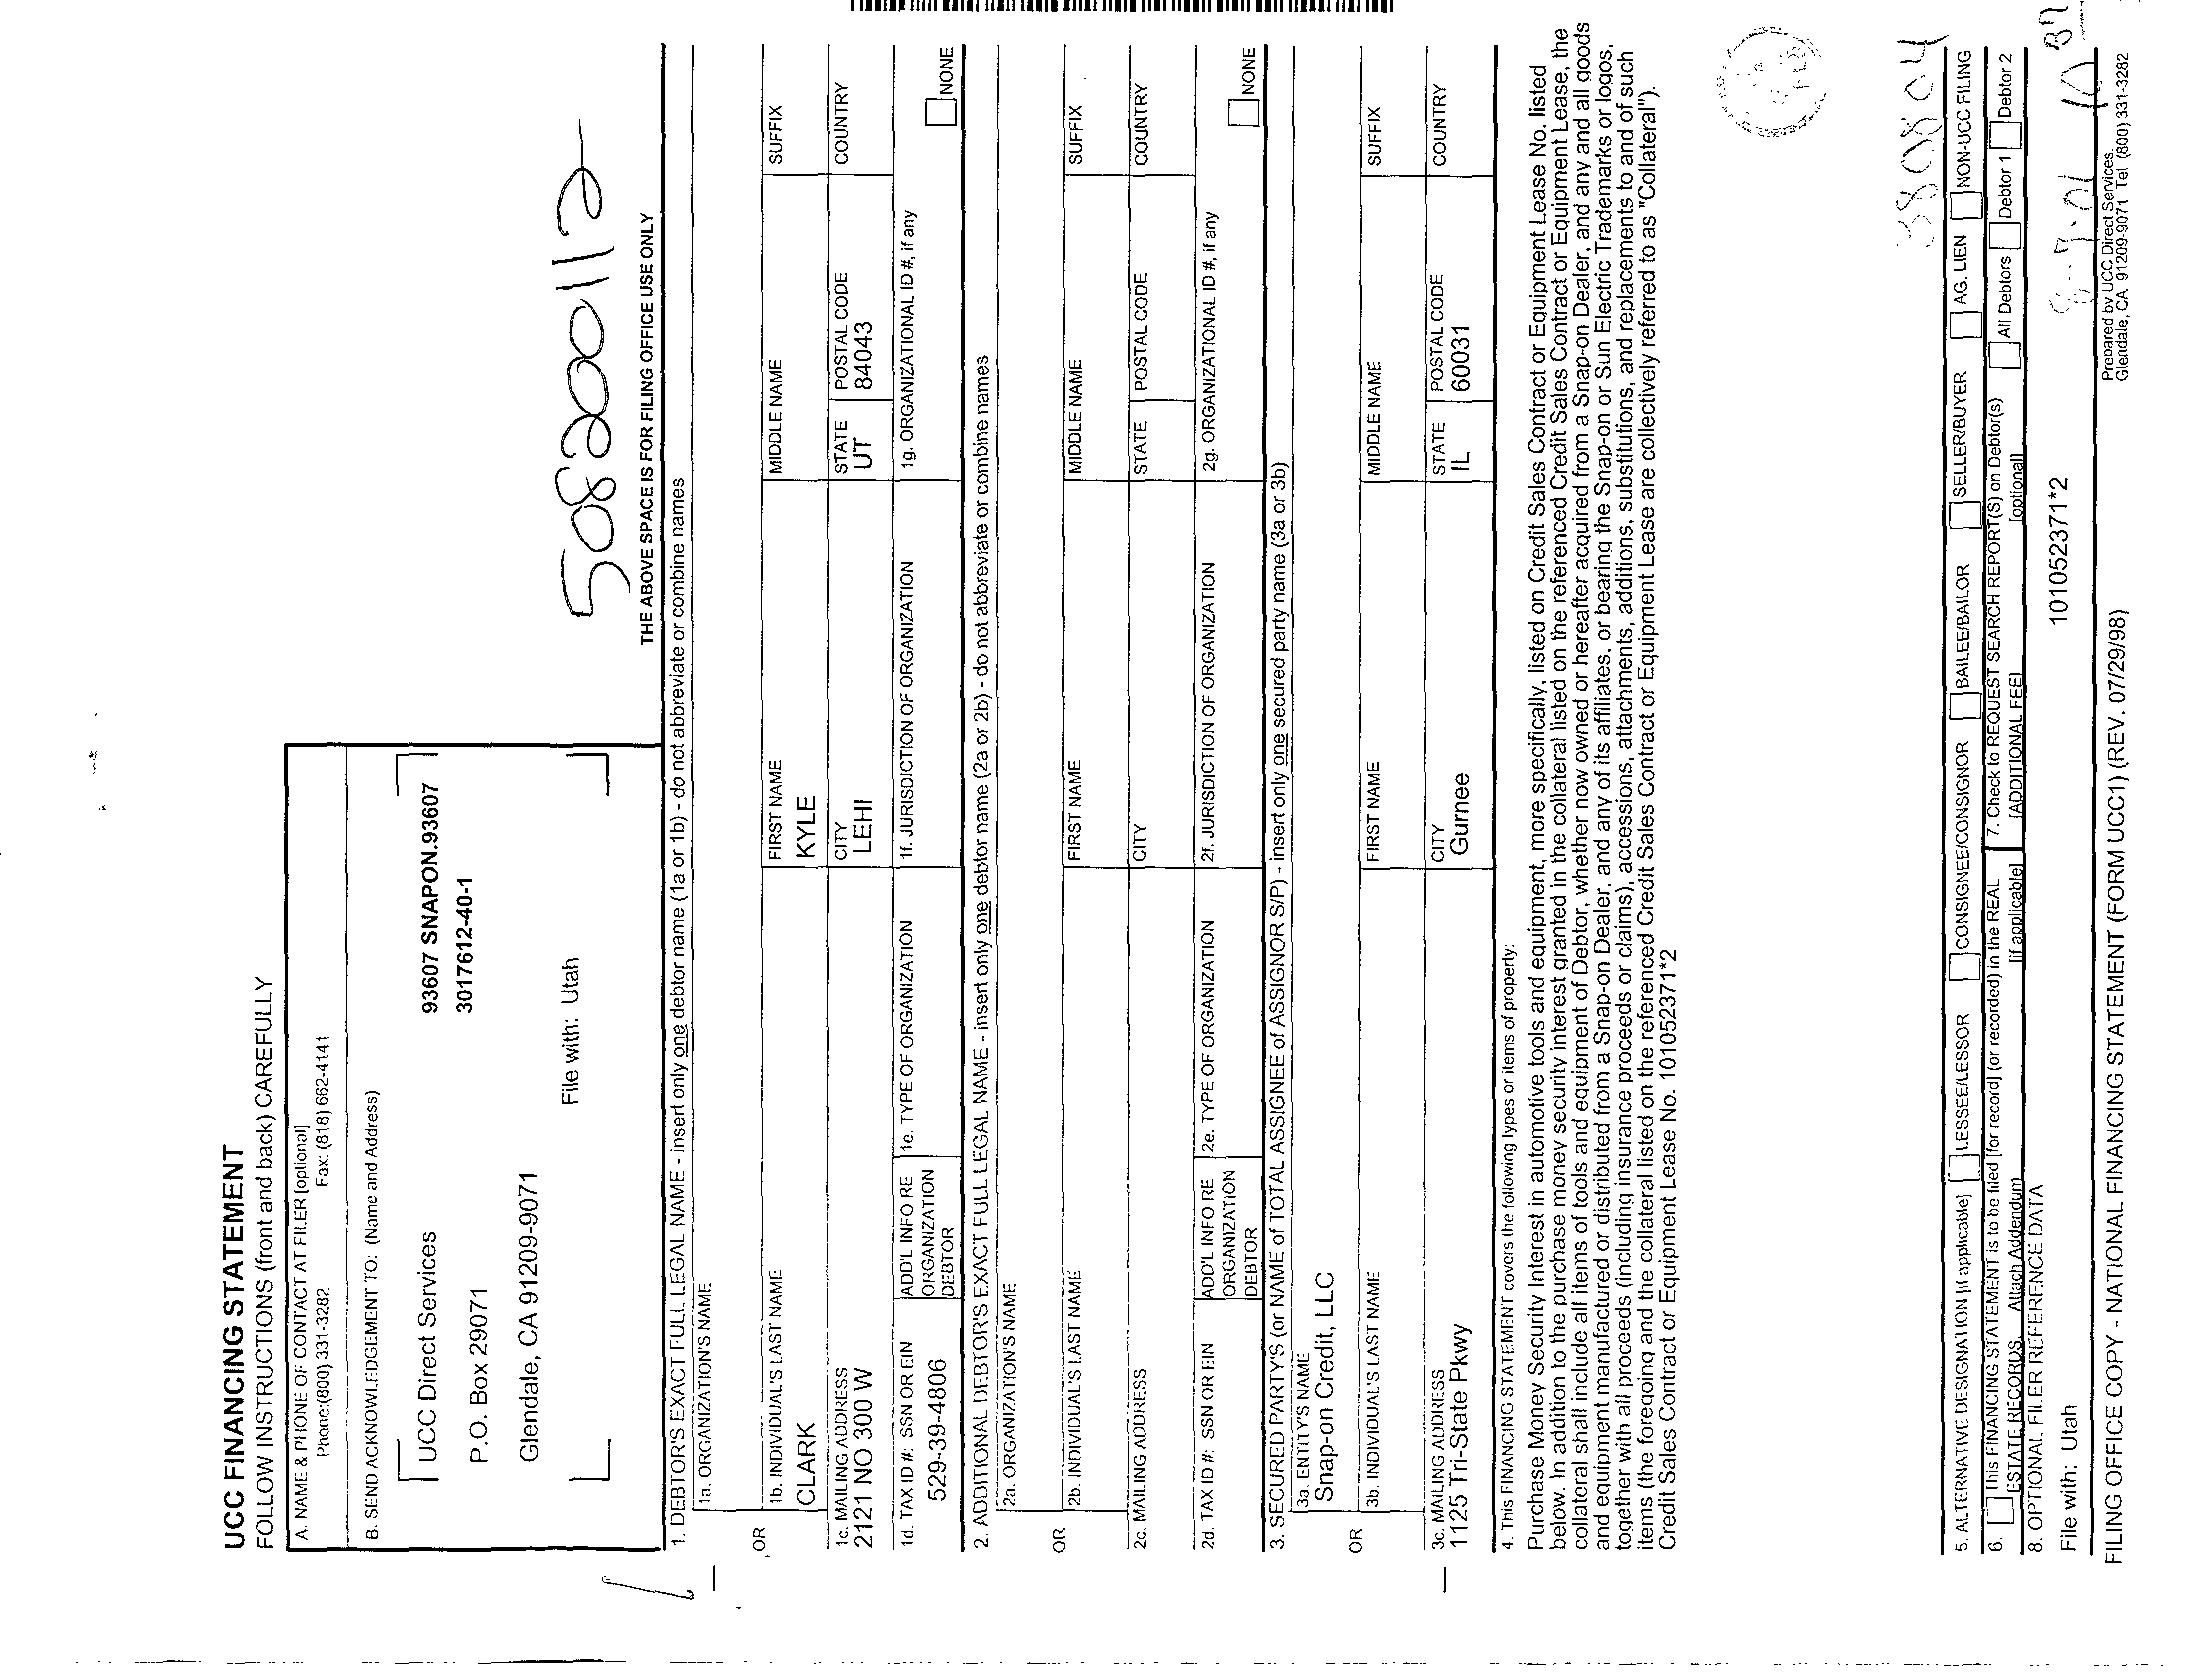 UCC FINANCING STATEMENT
FOLLOW INSTRUCTIONS (front and back) CAREFULLY
A. NAME & PHONE OF CONTACT AT FILER [optional]
Phone:(800) 331-3282 Fax: (818) 662-4141
B. SEND ACKNOWLEDGEMENT TO: (Name and Address)
UCC Direct Services 93607 SNAPON.93607
P.O. Box 29071 3017612-40-1
Glendale, CA 91209-9071
File with: Utah
THE ABOVE SPACE IS FOR FILING OFFICE USE ONLY
1. DEBTOR'S EXACT FULL LEGAL NAME - insert only one debtor name (1a or 1b) - do not abbreviate or combine names
1a. ORGANIZATION'S NAME
OR
1b. INDIVIDUAL'S LAST NAME FIRST NAME MIDDLE NAME SUFFIX
CLARK KYLE
1c. MAILING ADDRESS CITY STATE POSTAL CODE COUNTRY
2121 NO 300 W LEHI UT 84043
1d. TAX ID #: SSN OR EIN ADD'L INFO RE ORGANIZATION DEBTOR 1e. TYPE OF ORGANIZATION 1f. JURISDICTION OF ORGANIZATION 1g. ORGANIZATIONAL ID #, if any
529-39-4806 NONE
2. ADDITIONAL DEBTOR'S EXACT FULL LEGAL NAME - insert only one debtor name (2a or 2b) - do not abbreviate or combine names
2a. ORGANIZATION'S NAME
OR
2b. INDIVIDUAL'S LAST NAME FIRST NAME MIDDLE NAME SUFFIX
2c. MAILING ADDRESS CITY STATE POSTAL CODE COUNTRY
2d. TAX ID #: SSN OR EIN ADD'L INFO RE ORGANIZATION DEBTOR 2e. TYPE OF ORGANIZATION 2f. JURISDICTION OF ORGANIZATION 2g. ORGANIZATIONAL ID #, if any
NONE
3. SECURED PARTY'S (or NAME of TOTAL ASSIGNEE of ASSIGNOR S/P) - insert only one secured party name (3a or 3b)
3a. ENTITY'S NAME
Snap-on Credit, LLC
OR
3b. INDIVIDUAL'S LAST NAME FIRST NAME MIDDLE NAME SUFFIX
3c. MAILING ADDRESS CITY STATE POSTAL CODE COUNTRY
1125 Tri-State Pkwy Gurnee IL 60031
4. This FINANCING STATEMENT covers the following types or items of property:
Purchase Money Security Interest in automotive tools and equipment, more specifically, listed on Credit Sales Contract or Equipment Lease No. listed
below. In addition to the purchase money security interest granted in the collateral listed on the referenced Credit Sales Contract or Equipment Lease, the
collateral shall include all items of tools and equipment of Debtor, whether now owned or hereafter acquired from a Snap-on Dealer, and any and all goods
and equipment manufactured or distributed from a Snap-on Dealer, and any of its affiliates, or bearing the Snap-on or Sun Electric Trademarks or logos,
together with all proceeds (including insurance proceeds or claims), accessions, attachments, additions, substitutions, and replacements to and of such
items (the foregoing and the collateral listed on the referenced Credit Sales Contract or Equipment Lease are collectively referred to as "Collateral").
Credit Sales Contract or Equipment Lease No. 101052371*2
380804
5. ALTERNATIVE DESIGNATION [if applicable] LESSEE/LESSOR CONSIGNEE/CONSIGNOR BAILEE/BAILOR SELLER/BUYER AG. LIEN NON-UCC FILING
6. This FINANCING STATEMENT is to be filed [for record] (or recorded) in the REAL 7. Check to REQUEST SEARCH REPORT(S) on Debtor(s) All Debtors Debtor 1 Debtor 2
ESTATE RECORDS. Attach Addendum [if applicable] [ADDITIONAL FEE] [optional]
8. OPTIONAL FILER REFERENCE DATA
File with: Utah 101052371*2
FILING OFFICE COPY - NATIONAL FINANCING STATEMENT (FORM UCC1) (REV. 07/29/98)
Prepared by UCC Direct Services,
Glendale, CA. 91209-9071 Tel (800) 331-3282